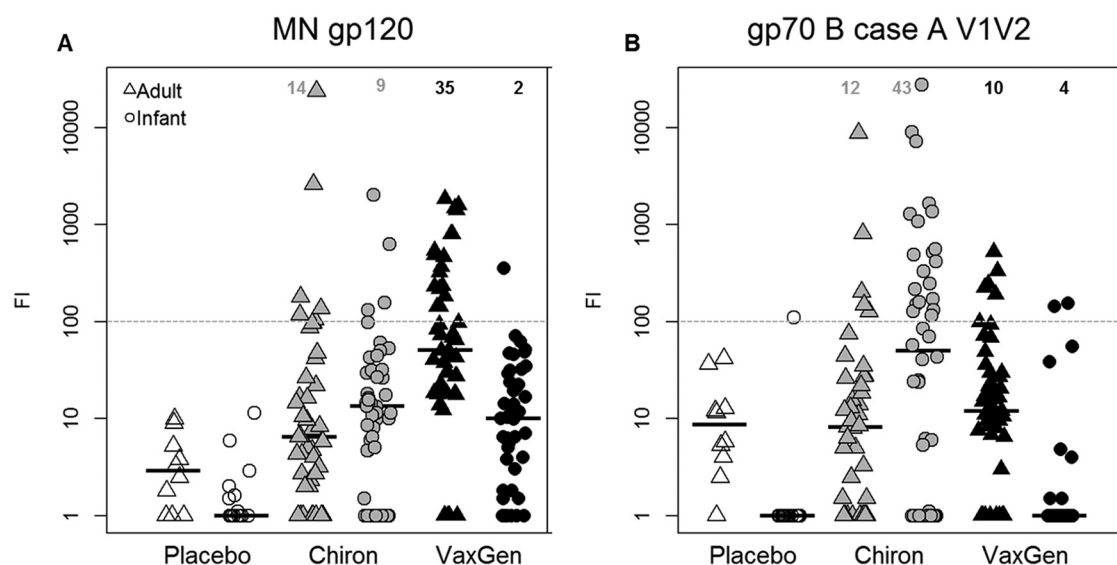 A MN gp120
Adult
Infant
14 9 35 2
10000
1000
100
10
1
FI
Placebo Chiron VaxGen
B gp70 B case A V1V2
12 43 10 4
10000
1000
100
10
1
FI
Placebo Chiron VaxGen